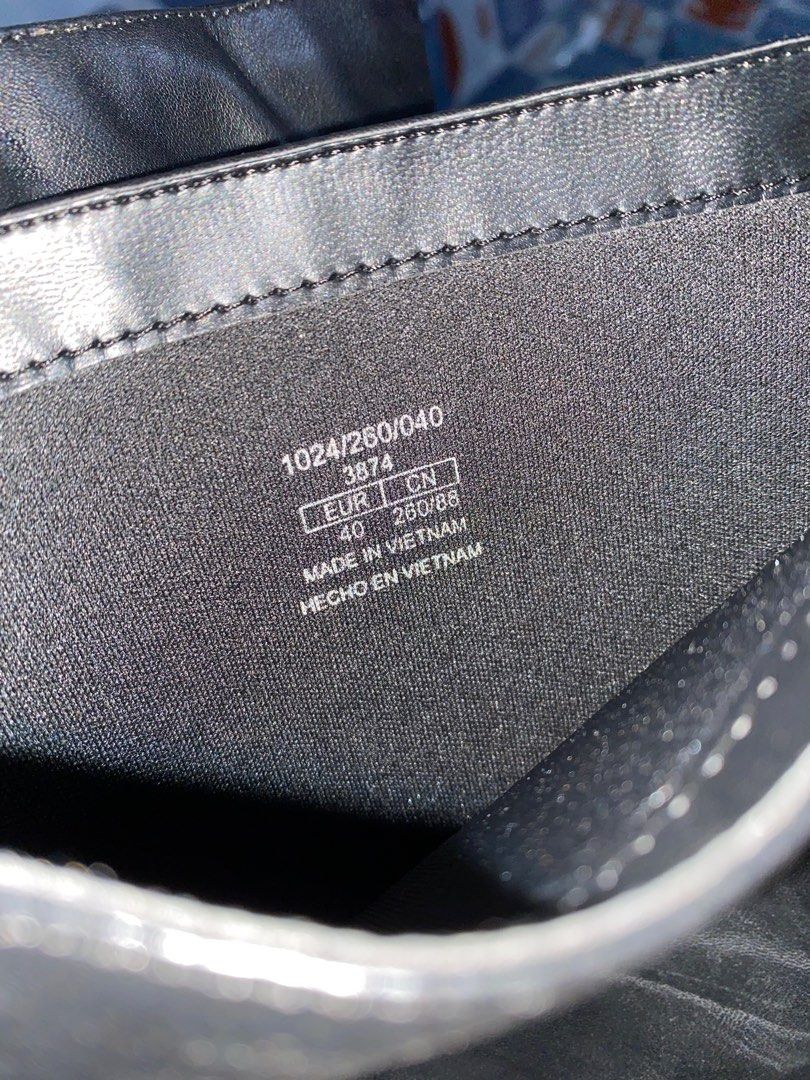 1024/260/040
3874
EUR CN
40 260/88
MADE IN VIETNAM
HECHO EN VIETNAM